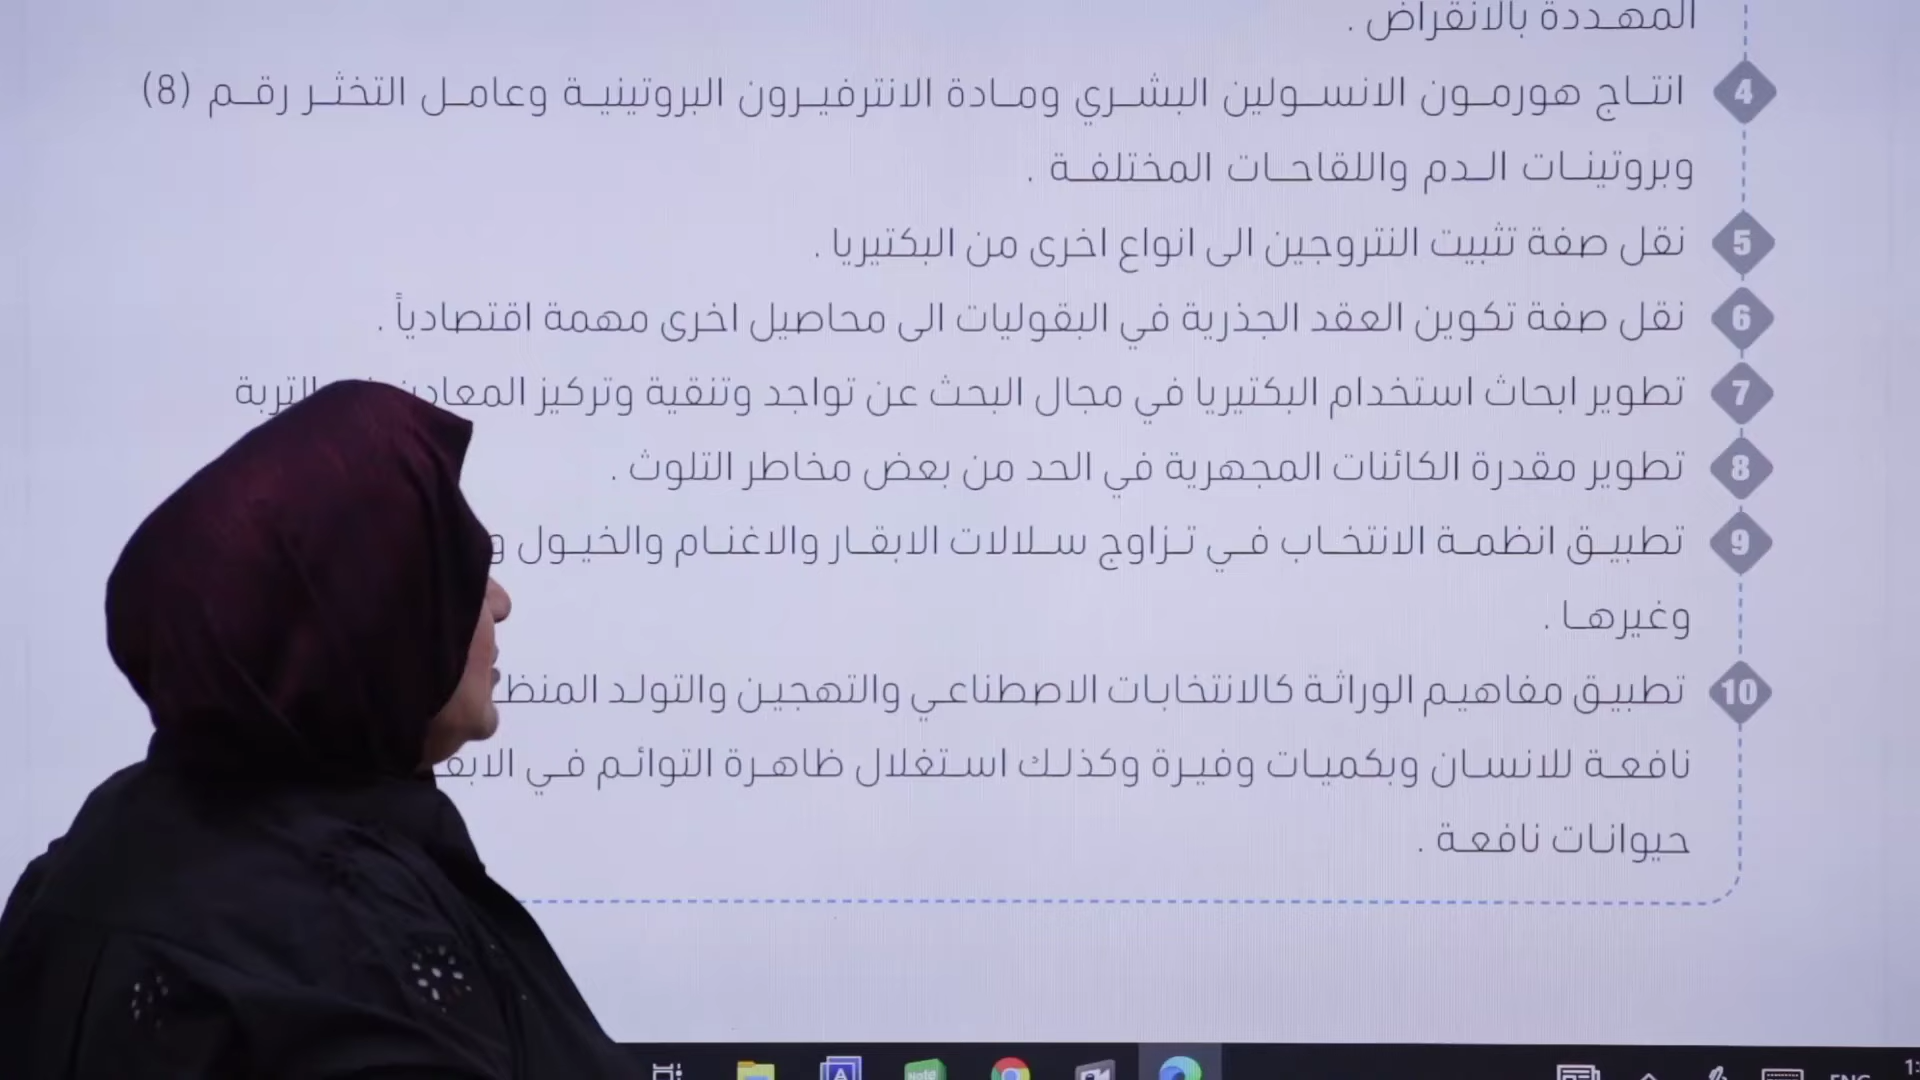 المهددة بالانقراض .
4 انتاج هورمون الانسولين البشري ومادة الانترفيرون البروتينية وعامل التخثر رقم (8)
وبروتينات الدم واللقاحات المختلفة .
5 نقل صفة تثبيت النتروجين الى انواع اخرى من البكتيريا .
6 نقل صفة تكوين العقد الجذرية في البقوليات الى محاصيل اخرى مهمة اقتصادياً .
7 تطوير ابحاث استخدام البكتيريا في مجال البحث عن تواجد وتنقية وتركيز التربة
8 تطوير مقدرة الكائنات المجهرية في الحد من بعض مخاطر التلوث .
9 تطبيق انظمة الانتخاب في تزاوج سلالات الابقار والاغنام والخيول
وغيرها .
10 تطبيق مفاهيم الوراثة كالانتخابات الاصطناعي والتهجين والتولد
نافعة للانسان وبكميات وفيرة وكذلك استغلال ظاهرة التوائم في
حيوانات نافعة .
ENG